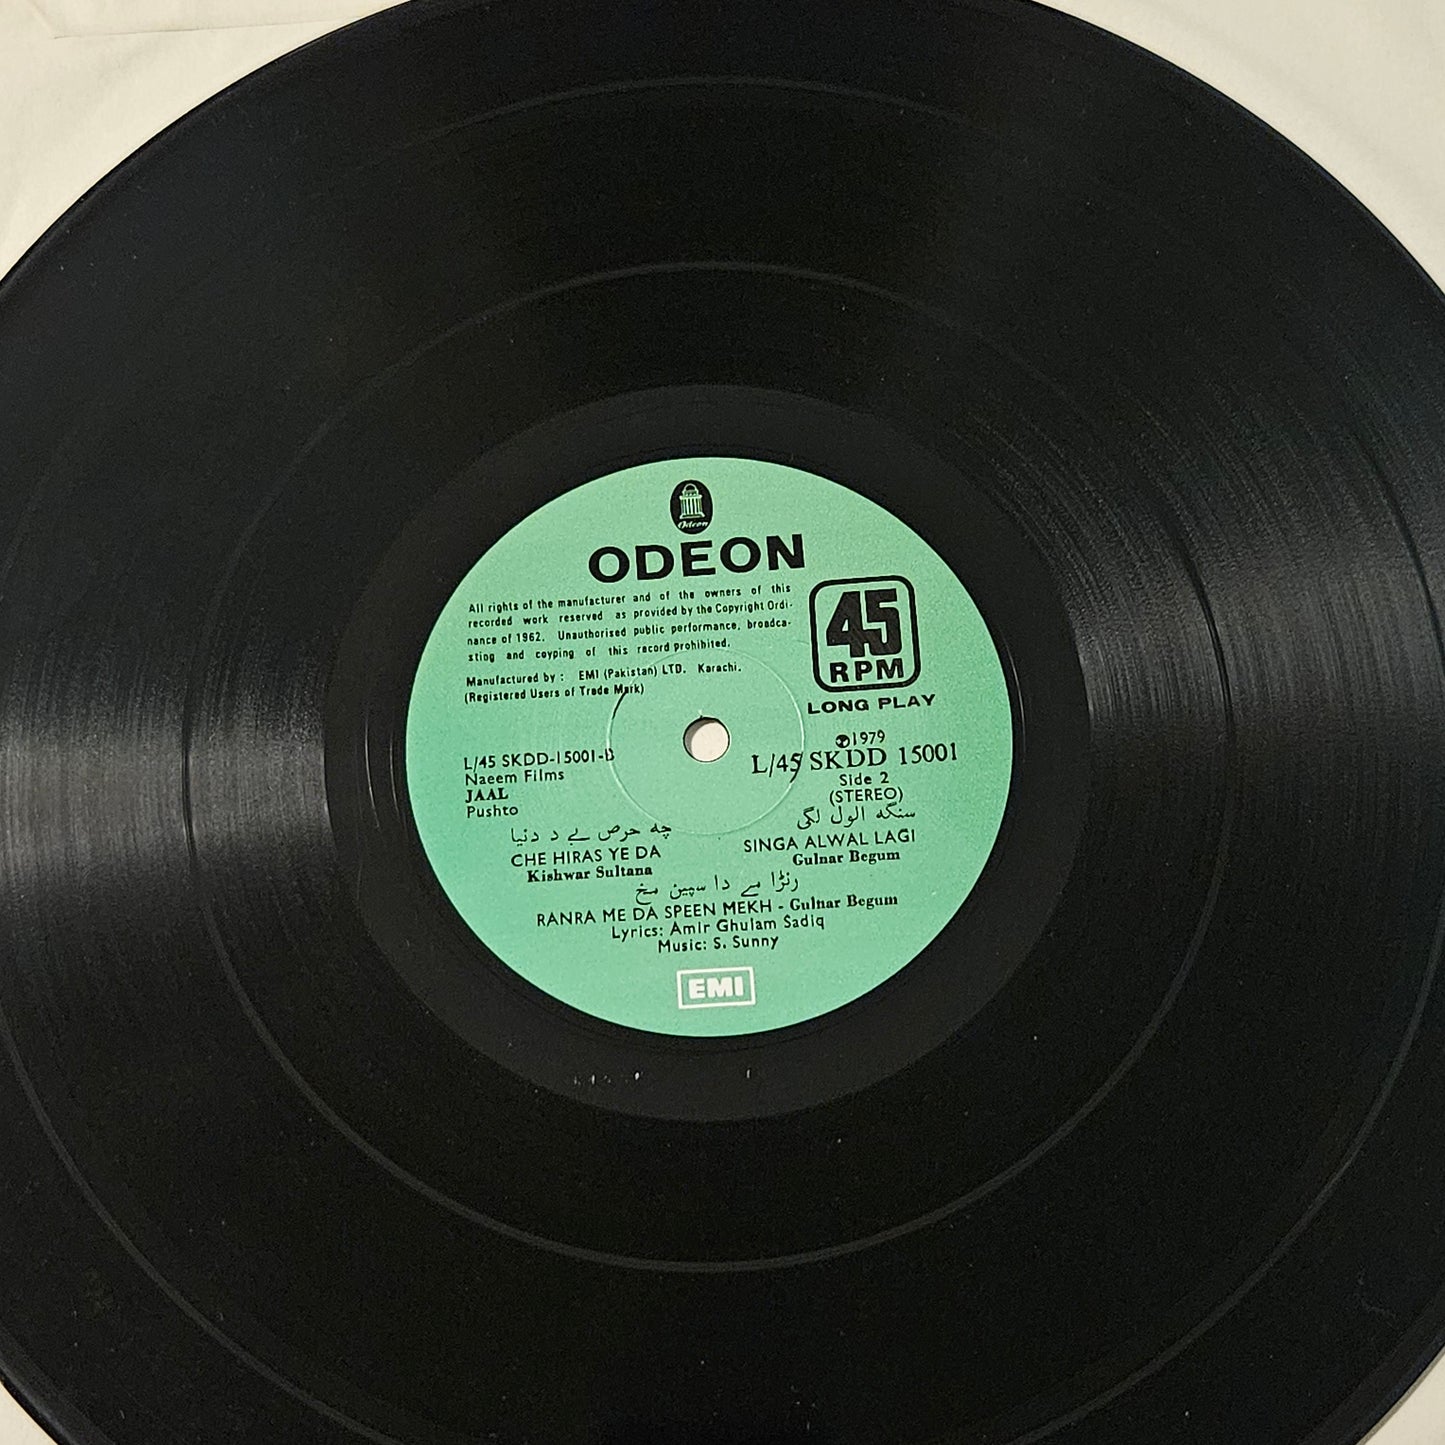 Odeon
ODEON
All rights of the manufacturer and of the owners of this
recorded work reserved as provided by the Copyright Ordi-
nance of 1962. Unauthorised public performance, broadca-
sting and coyping of this record prohibited.
Manufactured by : EMI (Pakistan) LTD. Karachi.
(Registered Users of Trade Mark)
45
RPM
LONG PLAY
℗1979
L/45 SKDD 15001
Side 2
(STEREO)
L/45 SKDD-15001-B
Naeem Films
JAAL
Pushto
چه حرص بے د دنیا
CHE HIRAS YE DA
Kishwar Sultana
سنگه الول لگی
SINGA ALWAL LAGI
Gulnar Begum
رنڑا مے دا سپین مخ
RANRA ME DA SPEEN MEKH - Gulnar Begum
Lyrics: Amir Ghulam Sadiq
Music: S. Sunny
EMI